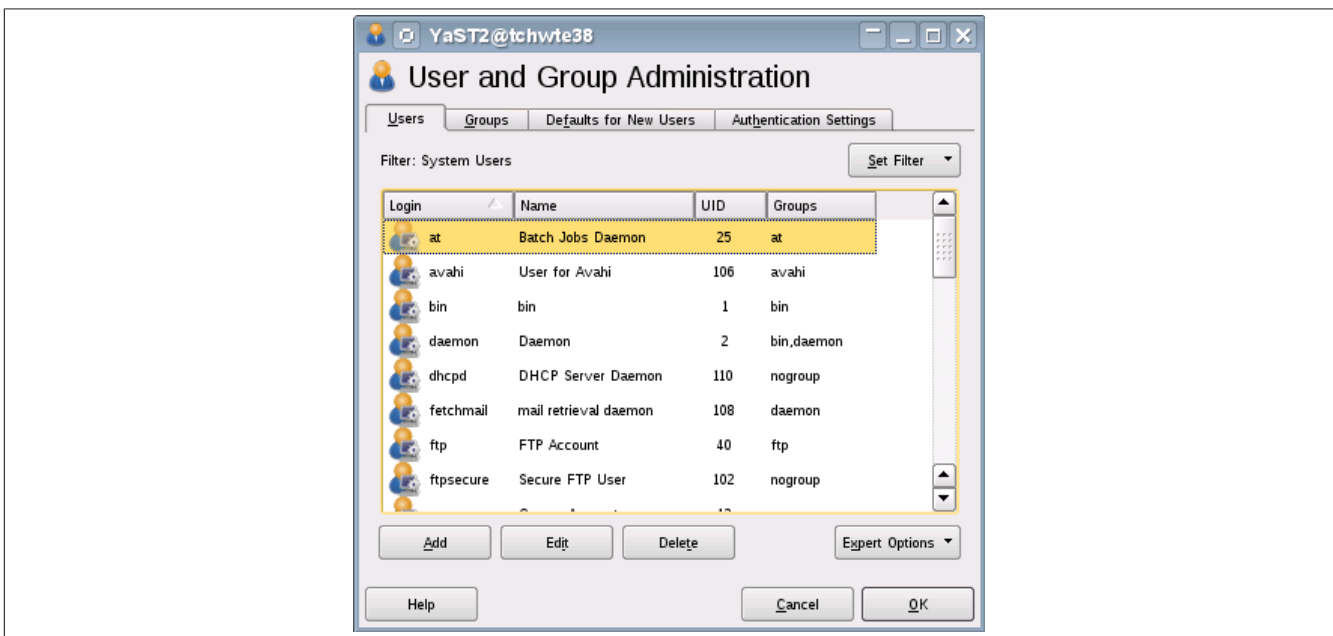 YaST2@tchwte38
User and Group Administration
Users Groups Defaults for New Users Authentication Settings
Filter: System Users Set Filter
Login Name UID Groups
at Batch Jobs Daemon 25 at
avahi User for Avahi 106 avahi
bin bin 1 bin
daemon Daemon 2 bin,daemon
dhcpd DHCP Server Daemon 110 nogroup
fetchmail mail retrieval daemon 108 daemon
ftp FTP Account 40 ftp
ftpsecure Secure FTP User 102 nogroup
Add Edit Delete Expert Options
Help Cancel OK